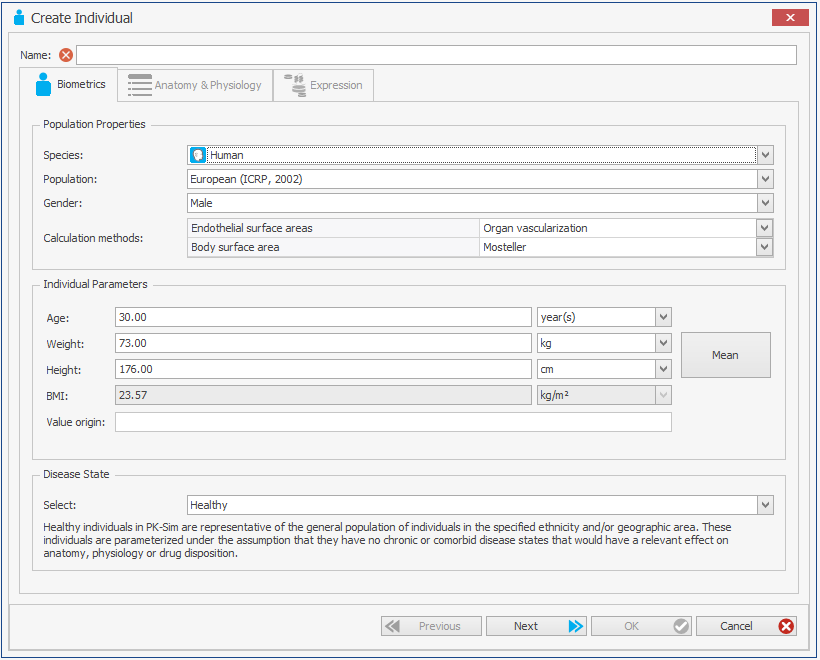 Create Individual
Name:
Biometrics Anatomy & Physiology Expression
Population Properties
Species: Human
Population: European (ICRP, 2002)
Gender: Male
Calculation methods:
Endothelial surface areas Organ vascularization
Body surface area Mosteller
Individual Parameters
Age: 30.00 year(s)
Weight: 73.00 kg
Height: 176.00 cm
Mean
BMI: 23.57 kg/m²
Value origin:
Disease State
Select: Healthy
Healthy individuals in PK-Sim are representative of the general population of individuals in the specified ethnicity and/or geographic area. These
individuals are parameterized under the assumption that they have no chronic or comorbid disease states that would have a relevant effect on
anatomy, physiology or drug disposition.
Previous Next OK Cancel